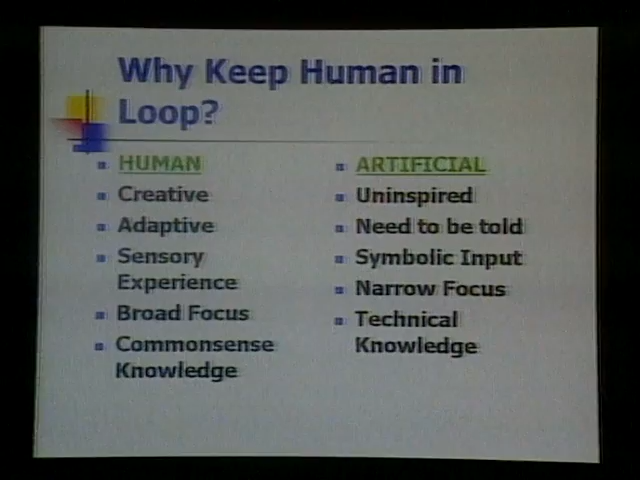 Why Keep Human in
Loop?
HUMAN
Creative
Adaptive
Sensory
Experience
Broad Focus
Commonsense
Knowledge
ARTIFICIAL
Uninspired
Need to be told
Symbolic Input
Narrow Focus
Technical
Knowledge